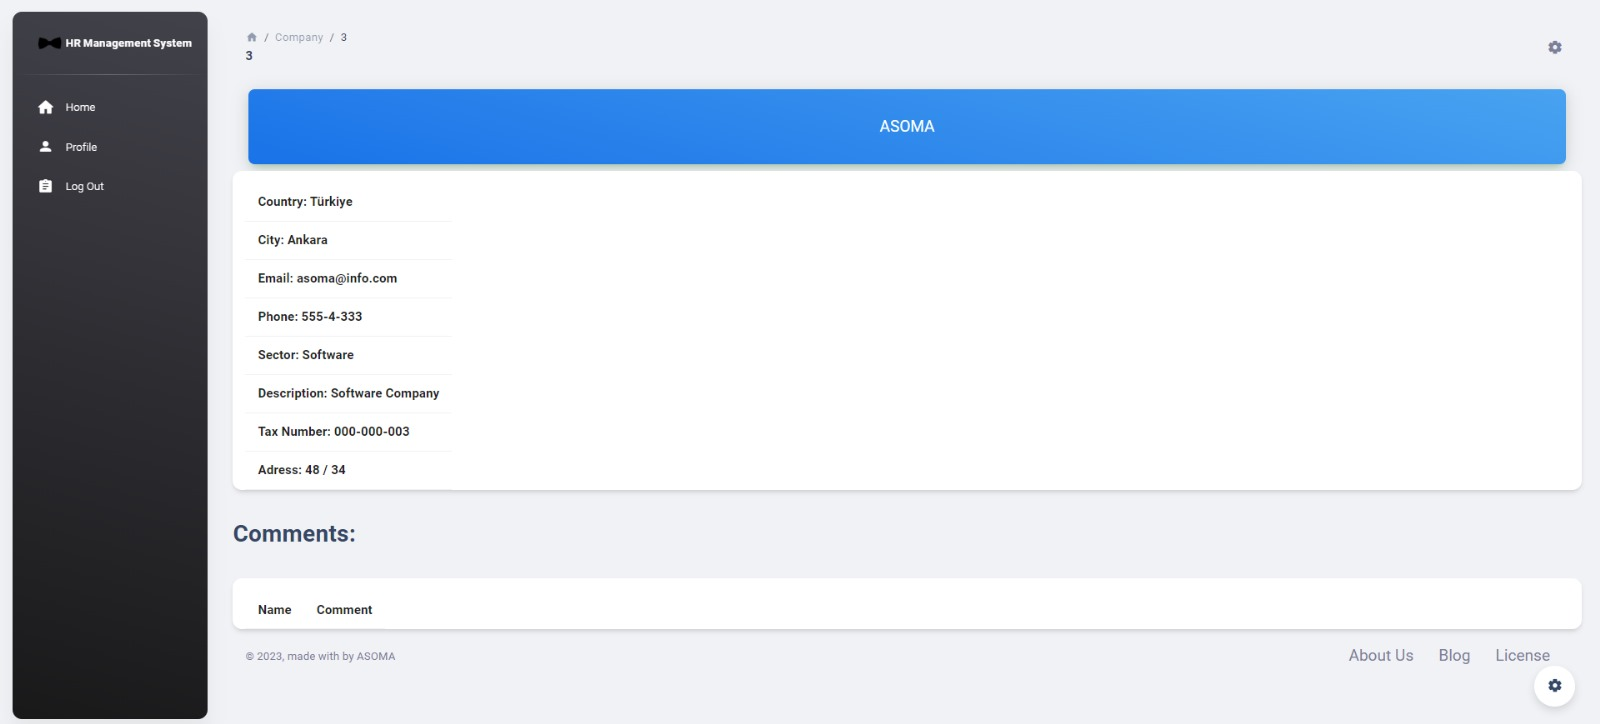 HR Management System
Home
Profile
Log Out
/ Company / 3
3
ASOMA
Country: Türkiye
City: Ankara
Email: asoma@info.com
Phone: 555-4-333
Sector: Software
Description: Software Company
Tax Number: 000-000-003
Adress: 48 / 34
Comments:
Name Comment
© 2023, made with by ASOMA
About Us Blog License